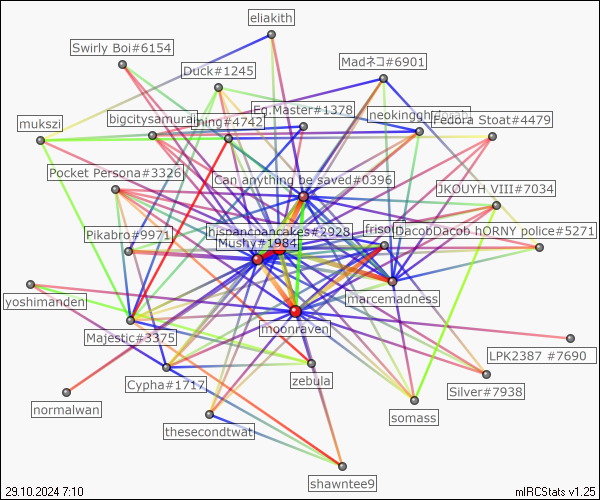 eliakith
Swirly Boi#6154
Madネコ#6901
Duck#1245
Eg.Master#1378
bigcitysamurai
ning#4742
Fedora Stoat#4479
mukszi
Pocket Persona#3326
Can anything be saved#0396
JKOUYH VIII#7034
Pikabro#9971
hispanopancakes#2928
DacobDacob hORNY police#5271
Mushy#1984
yoshimanden
marcemadness
Majestic#3375
moonraven
LPK2387 #7690
Cypha#1717
zebula
Silver#7938
normalwan
somass
thesecondtwat
shawntee9
29.10.2024 7:10
mIRCStats v1.25